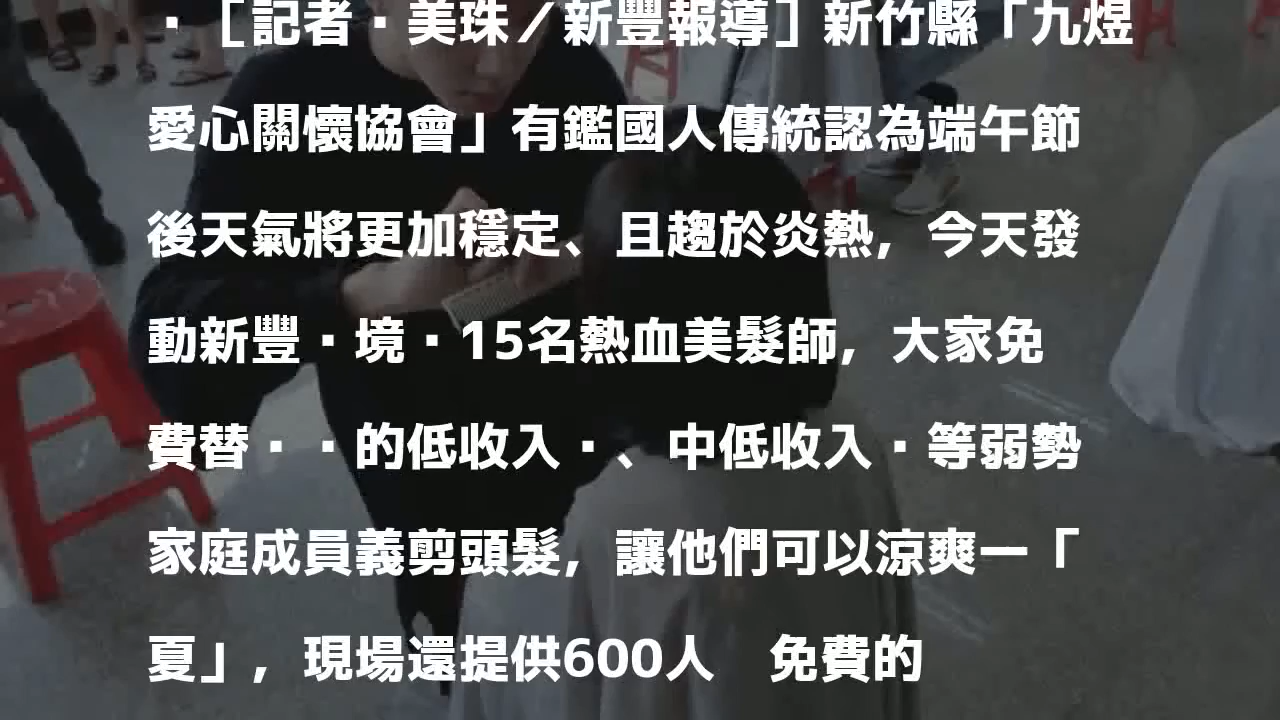 ·［記者·美珠／新豐報導］新竹縣「九煜
愛心關懷協會」有鑑國人傳統認為端午節
後天氣將更加穩定、且趨於炎熱，今天發
動新豐·境·15名熱血美髮師，大家免
費替··的低收入·、中低收入·等弱勢
家庭成員義剪頭髮，讓他們可以涼爽一「
夏」，現場還提供600人　免費的